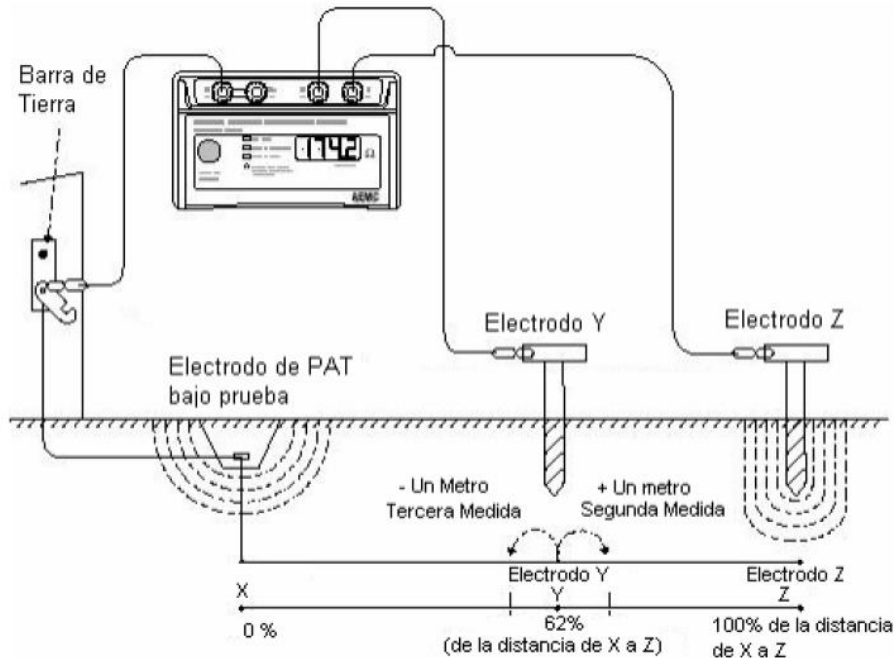 Barra de
Tierra
1742 Ω
AEMC
Electrodo Y
Electrodo Z
Electrodo de PAT
bajo prueba
- Un Metro
Tercera Medida
+ Un metro
Segunda Medida
Electrodo Y
Electrodo Z
X
Y
Z
0 %
62%
(de la distancia de X a Z)
100% de la distancia
de X a Z